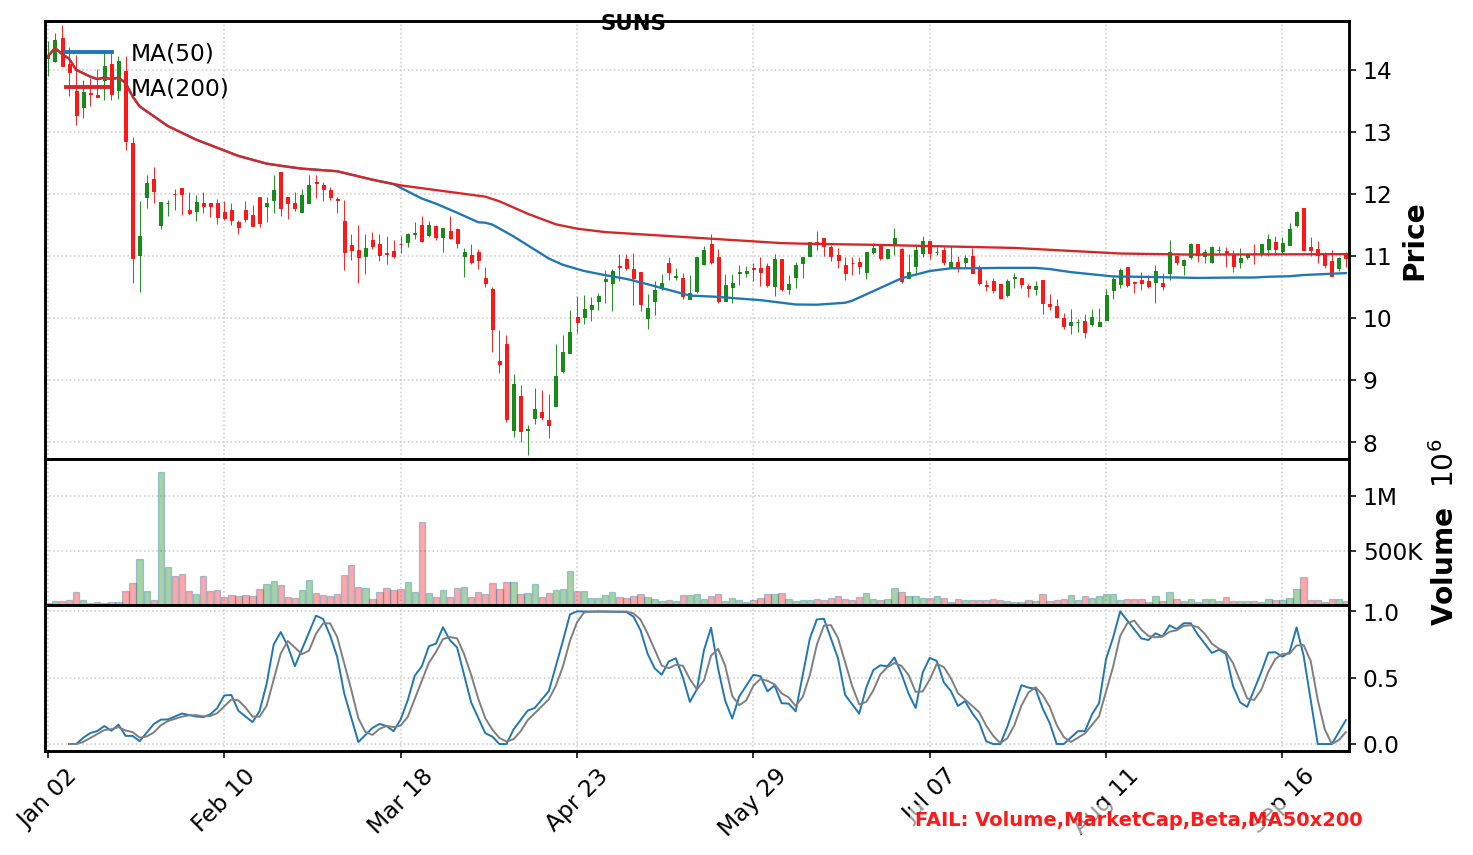 SUNS
MA(50)
MA(200)
14
13
12
11
10
9
8
Price
1M
500K
Volume 10^6
1.0
0.5
0.0
Jan 02
Feb 10
Mar 18
Apr 23
May 29
Jul 07
Aug 11
Sep 16
FAIL: Volume,MarketCap,Beta,MA50x200